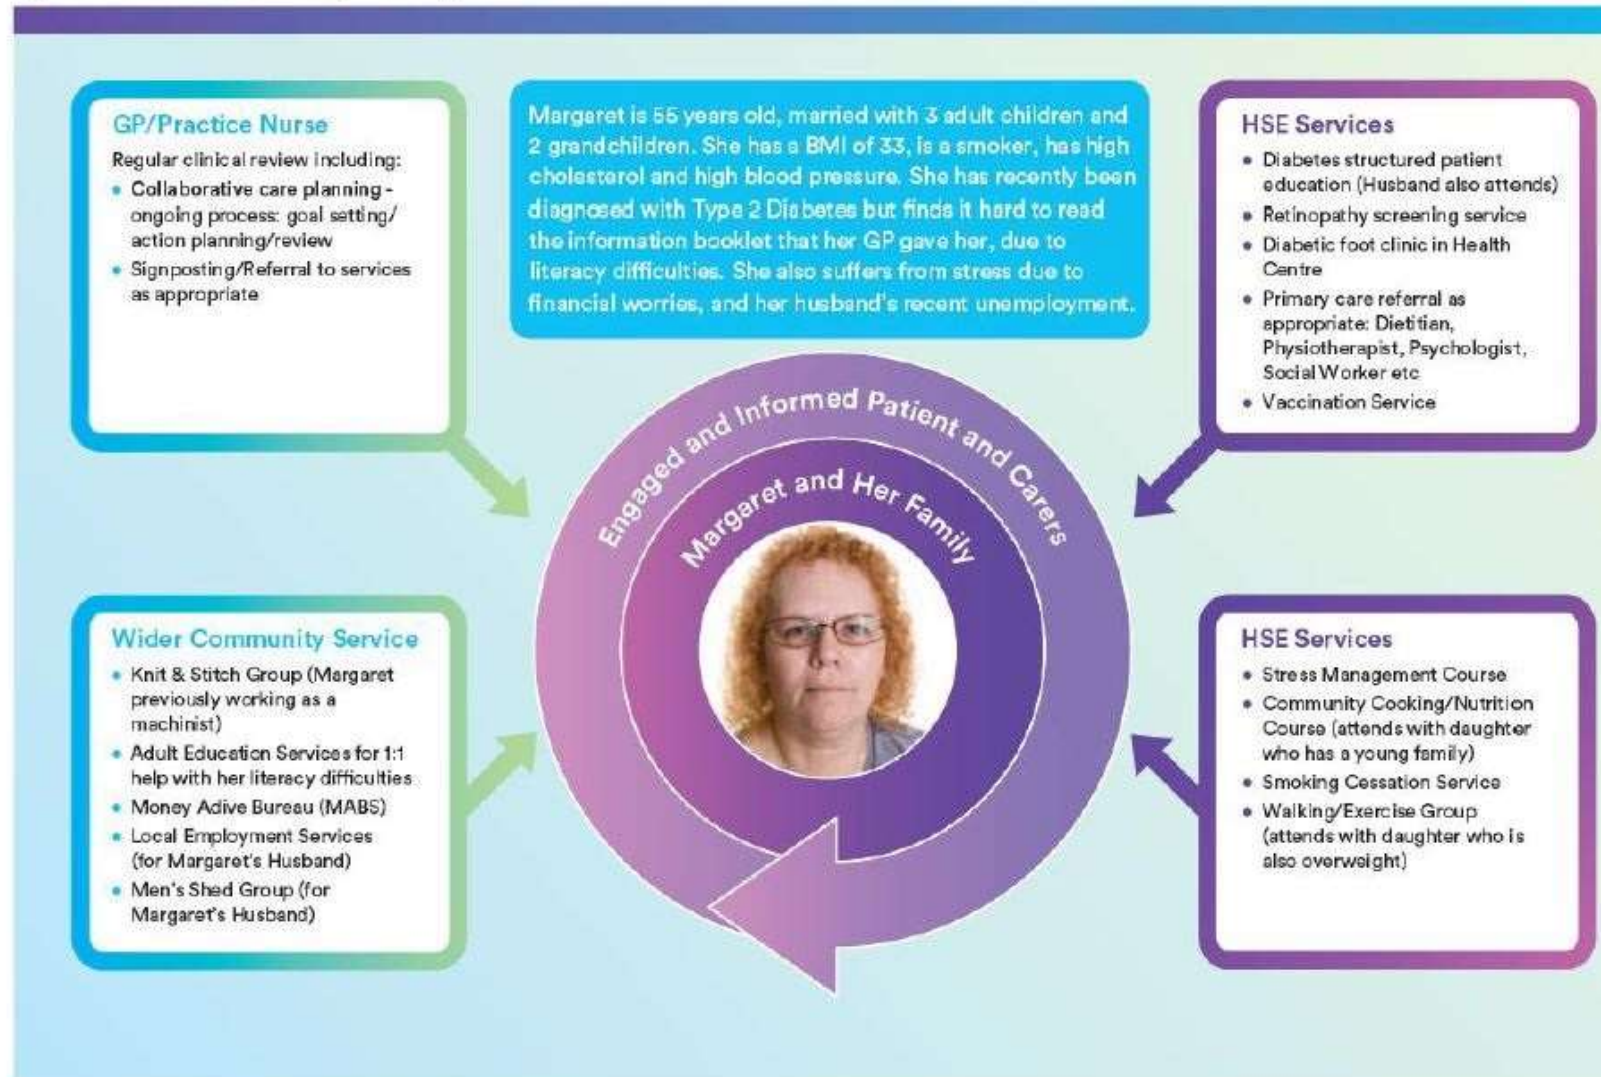 GP/Practice Nurse
Regular clinical review including:
• Collaborative care planning -
ongoing process: goal setting/
action planning/review
• Signposting/Referral to services
as appropriate
Margaret is 55 years old, married with 3 adult children and
2 grandchildren. She has a BMI of 33, is a smoker, has high
cholesterol and high blood pressure. She has recently been
diagnosed with Type 2 Diabetes but finds it hard to read
the information booklet that her GP gave her, due to
literacy difficulties. She also suffers from stress due to
financial worries, and her husband's recent unemployment.
HSE Services
• Diabetes structured patient
education (Husband also attends)
• Retinopathy screening service
• Diabetic foot clinic in Health
Centre
• Primary care referral as
appropriate: Dietitian,
Physiotherapist, Psychologist,
Social Worker etc
• Vaccination Service
Engaged and Informed Patient and Carers
Margaret and Her Family
Wider Community Service
• Knit & Stitch Group (Margaret
previously working as a
machinist)
• Adult Education Services for 1:1
help with her literacy difficulties
• Money Adive Bureau (MABS)
• Local Employment Services
(for Margaret's Husband)
• Men's Shed Group (for
Margaret's Husband)
HSE Services
• Stress Management Course
• Community Cooking/Nutrition
Course (attends with daughter
who has a young family)
• Smoking Cessation Service
• Walking/Exercise Group
(attends with daughter who is
also overweight)